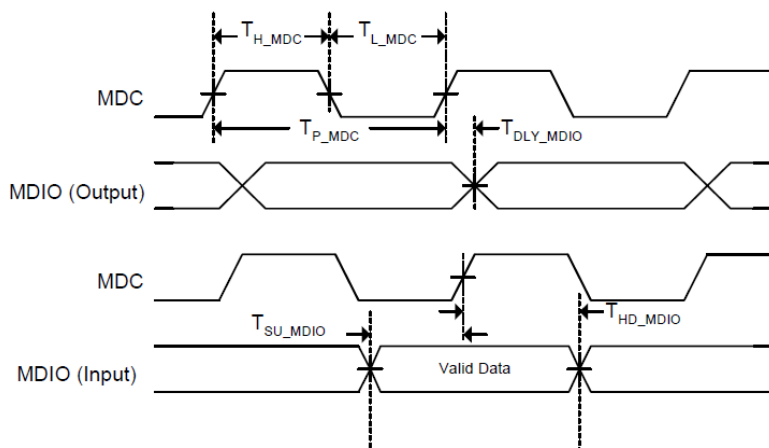 T_H_MDC T_L_MDC
MDC
T_P_MDC T_DLY_MDIO
MDIO (Output)
MDC
T_SU_MDIO T_HD_MDIO
MDIO (Input) Valid Data